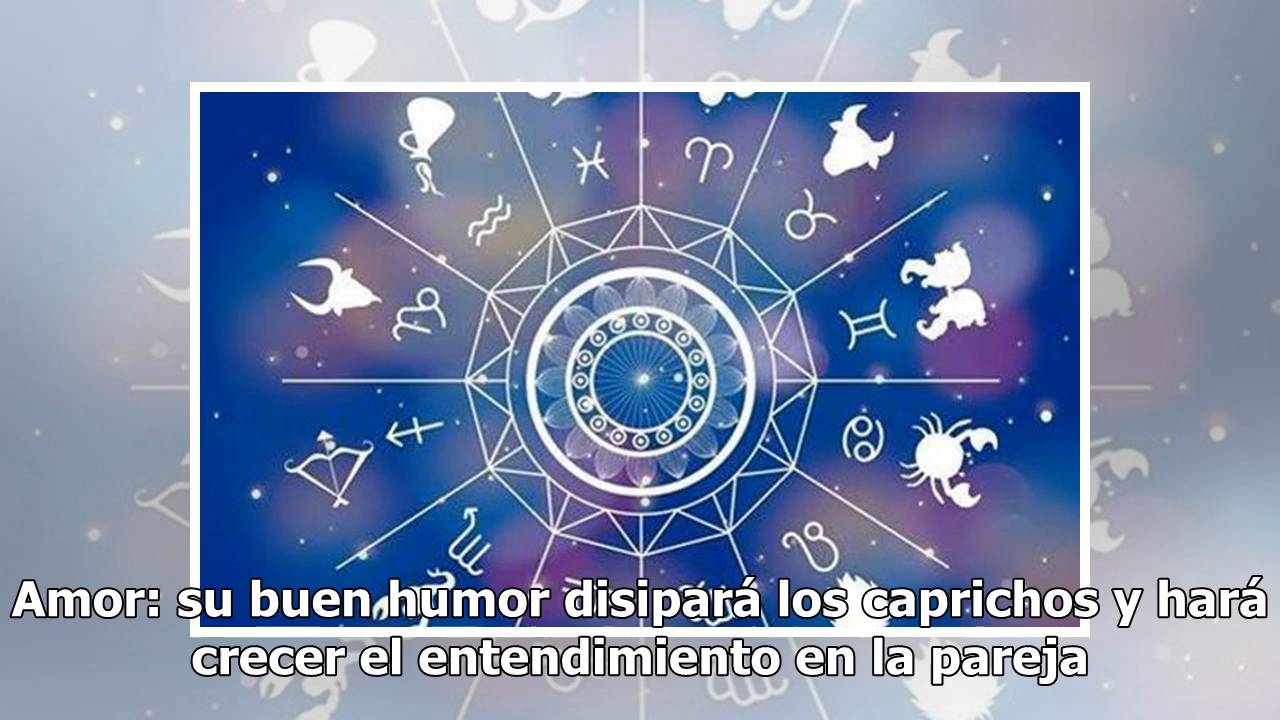 Amor: su buen humor disipará los caprichos y hará
crecer el entendimiento en la pareja